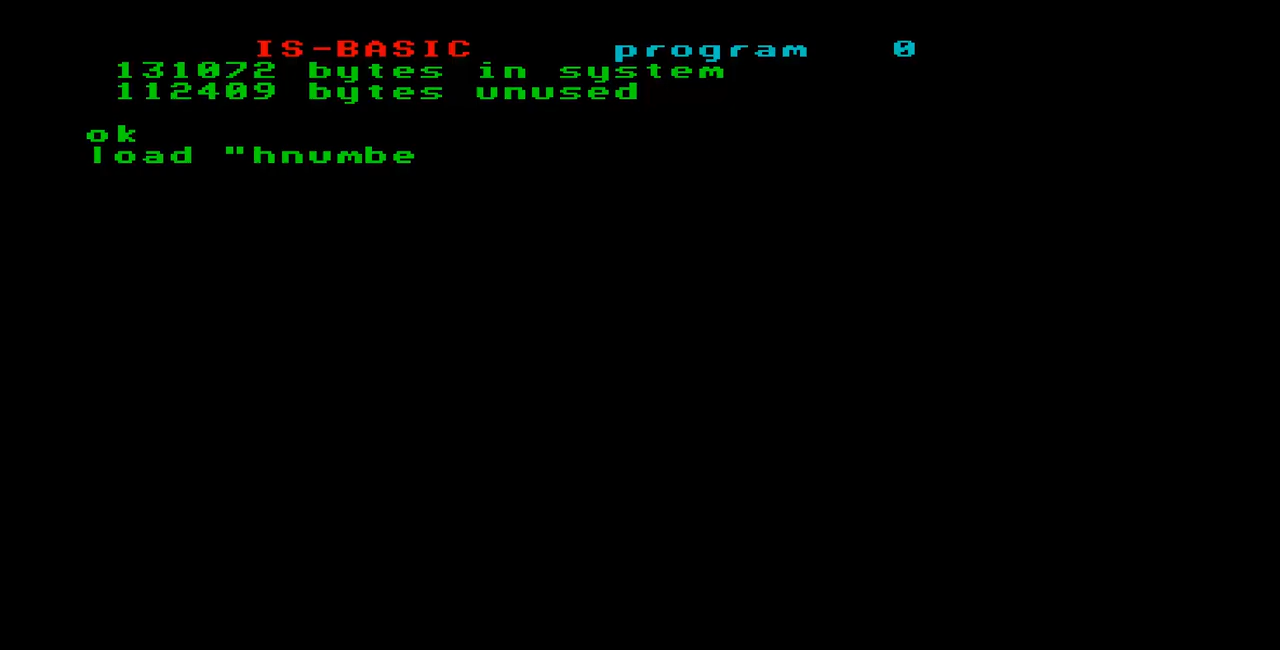 IS-BASIC program 0
131072 bytes in system
112409 bytes unused
ok
load "hnumbe